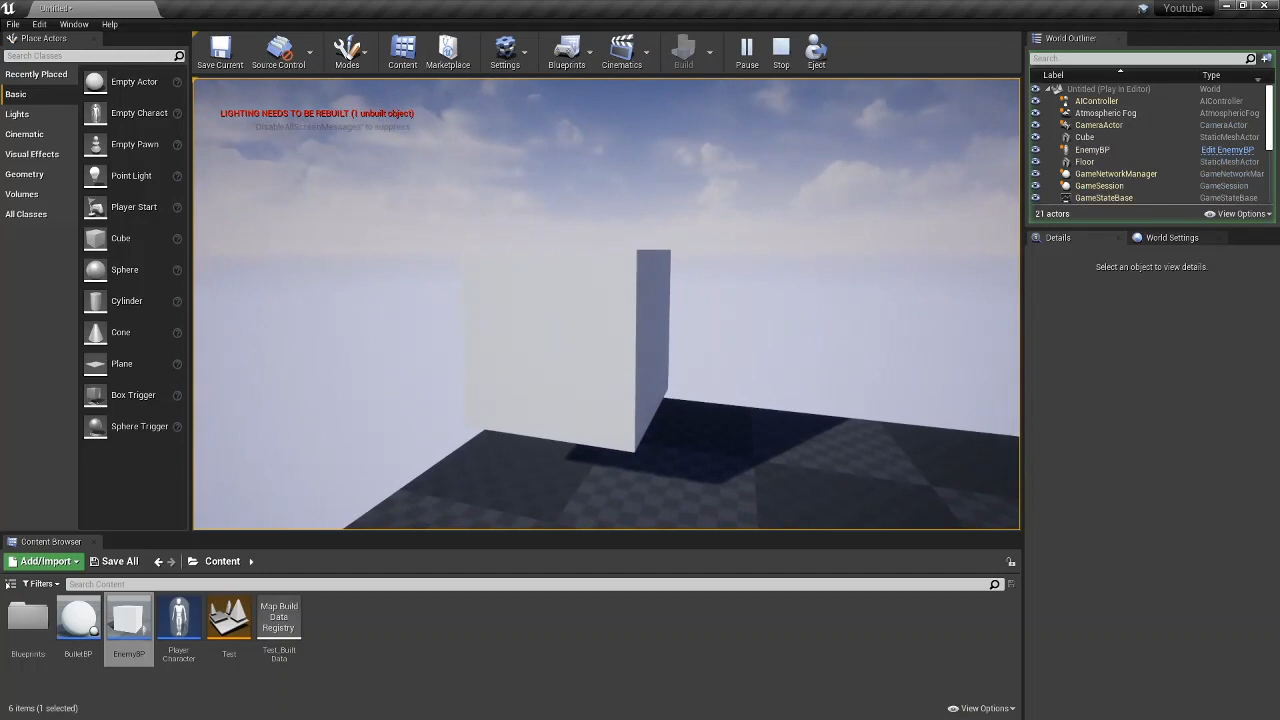 Untitled*
Youtube
File Edit Window Help
Place Actors
Search Classes
Recently Placed
Basic
Lights
Cinematic
Visual Effects
Geometry
Volumes
All Classes
Empty Actor
Empty Charact
Empty Pawn
Point Light
Player Start
Cube
Sphere
Cylinder
Cone
Plane
Box Trigger
Sphere Trigger
Save Current Source Control Modes Content Marketplace Settings Blueprints Cinematics Build Pause Stop Eject
LIGHTING NEEDS TO BE REBUILT (1 unbuilt object)
'DisableAllScreenMessages' to suppress
World Outliner
Search
Label Type
Untitled (Play In Editor) World
AIController AIController
Atmospheric Fog AtmosphericFog
CameraActor CameraActor
Cube StaticMeshActor
EnemyBP Edit EnemyBP
Floor StaticMeshActor
GameNetworkManager GameNetworkMar
GameSession GameSession
GameStateBase GameStateBase
21 actors View Options
Details World Settings
Select an object to view details.
Content Browser
Add/Import Save All Content
Filters Search Content
Blueprints
BulletBP
EnemyBP
Player
Character
Test
Map Build
Data
Registry
Test_Built
Data
6 items (1 selected) View Options